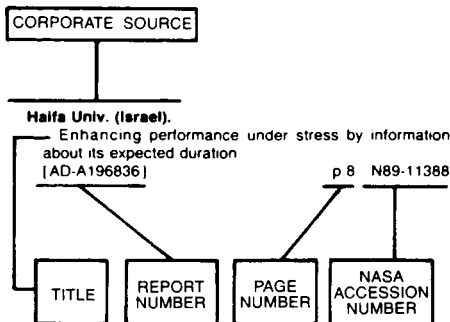 CORPORATE SOURCE
Haifa Univ. (Israel).
Enhancing performance under stress by information
about its expected duration
[AD-A196836] p 8 N89-11388
TITLE
REPORT
NUMBER
PAGE
NUMBER
NASA
ACCESSION
NUMBER